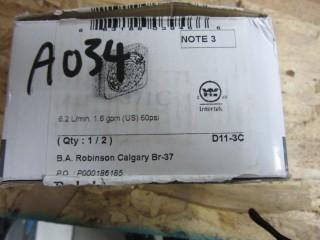 A034
NOTE 3
6.2 L/min, 1.6 gpm (US) 60psi
Intertek
( Qty : 1 / 2 )
D11-3C
B.A. Robinson Calgary Br-37
P.O. : P000186185